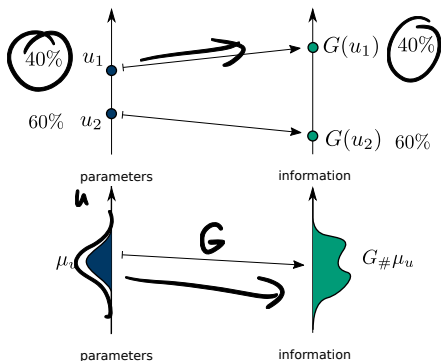 40% u₁ G(u₁) 40%
60% u₂ G(u₂) 60%
parameters information
u
G
μᵤ G#μᵤ
parameters information